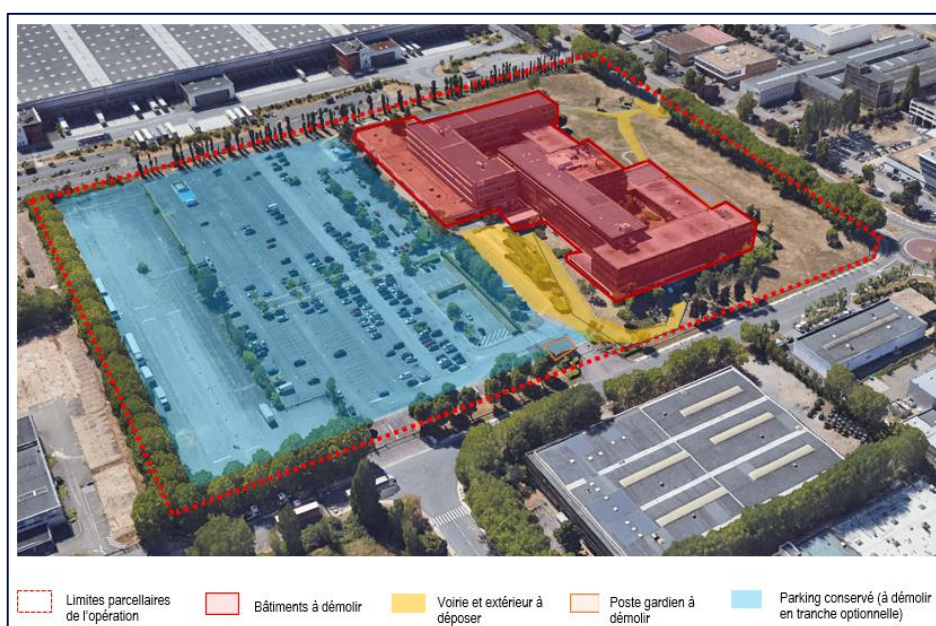 Limites parcellaires
de l'opération
Bâtiments à démolir
Voirie et extérieur à
déposer
Poste gardien à
démolir
Parking conservé (à démolir
en tranche optionnelle)